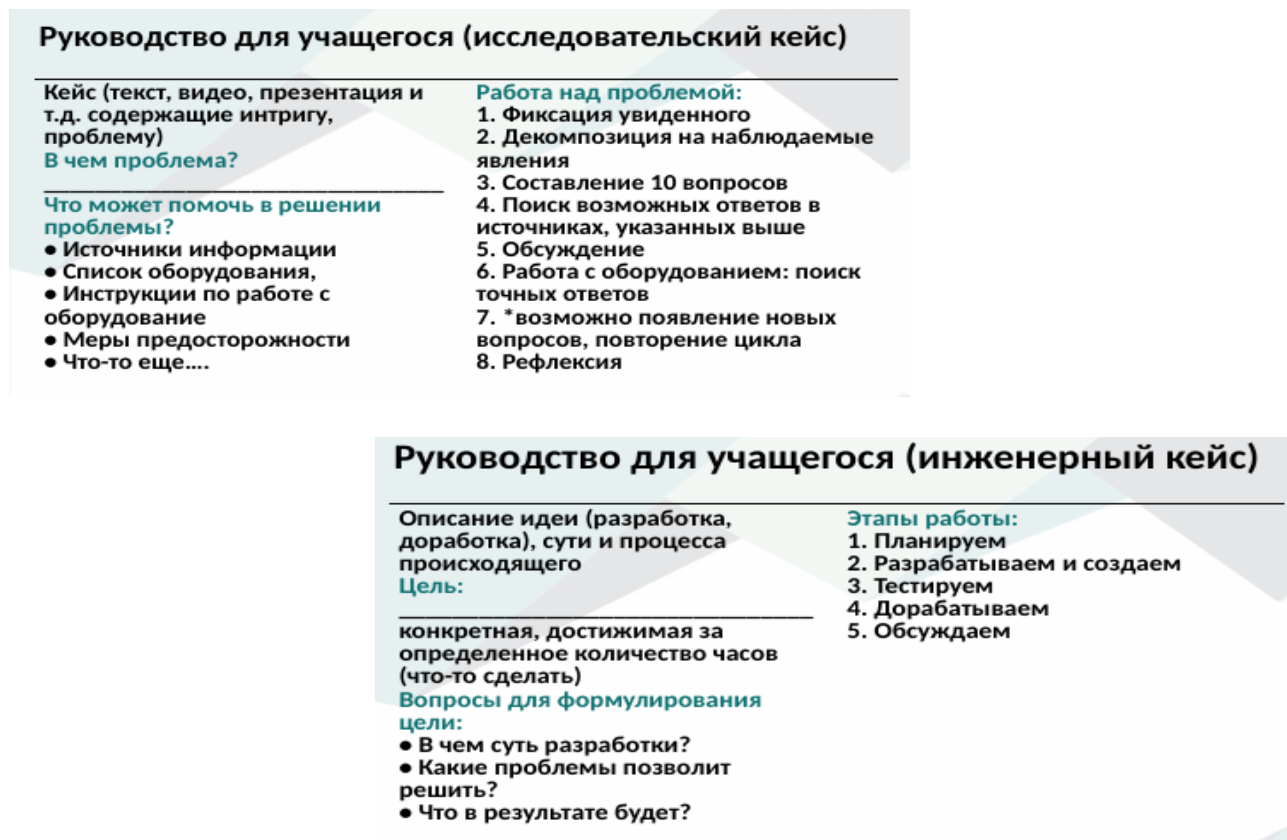 Руководство для учащегося (исследовательский кейс)
Кейс (текст, видео, презентация и
т.д. содержащие интригу,
проблему)
В чем проблема?
Что может помочь в решении
проблемы?
● Источники информации
● Список оборудования,
● Инструкции по работе с
оборудование
● Меры предосторожности
● Что-то еще....
Работа над проблемой:
1. Фиксация увиденного
2. Декомпозиция на наблюдаемые
явления
3. Составление 10 вопросов
4. Поиск возможных ответов в
источниках, указанных выше
5. Обсуждение
6. Работа с оборудованием: поиск
точных ответов
7. *возможно появление новых
вопросов, повторение цикла
8. Рефлексия
Руководство для учащегося (инженерный кейс)
Описание идеи (разработка,
доработка), сути и процесса
происходящего
Цель:
конкретная, достижимая за
определенное количество часов
(что-то сделать)
Вопросы для формулирования
цели:
● В чем суть разработки?
● Какие проблемы позволит
решить?
● Что в результате будет?
Этапы работы:
1. Планируем
2. Разрабатываем и создаем
3. Тестируем
4. Дорабатываем
5. Обсуждаем